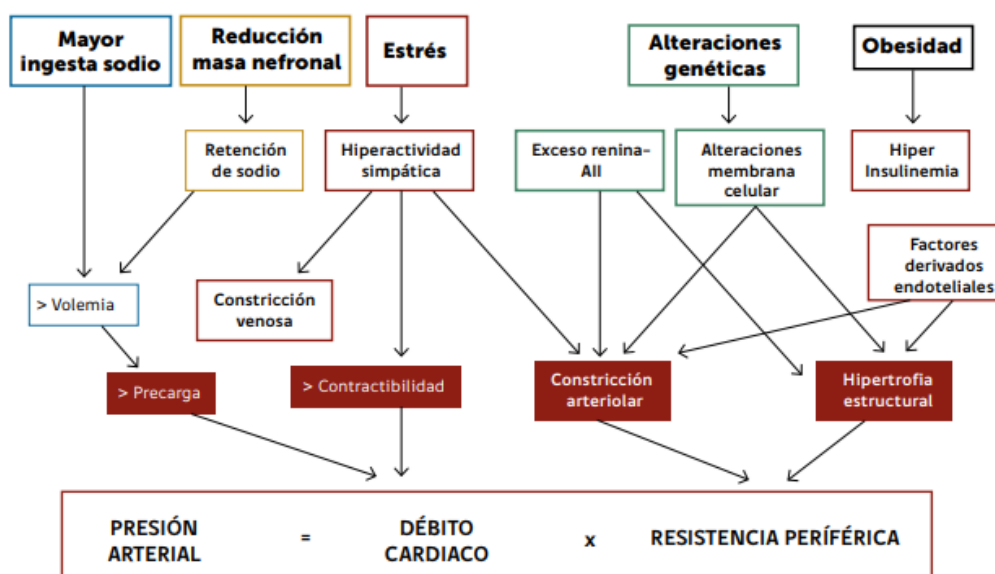 Mayor
ingesta sodio
Reducción
masa nefronal
Estrés
Alteraciones
genéticas
Obesidad
Retención
de sodio
Hiperactividad
simpática
Exceso renina-
AII
Alteraciones
membrana
celular
Hiper
Insulinemia
Factores
derivados
endoteliales
> Volemia
Constricción
venosa
> Precarga
> Contractibilidad
Constricción
arteriolar
Hipertrofia
estructural
PRESIÓN
ARTERIAL
=
DÉBITO
CARDIACO
x
RESISTENCIA PERÍFÉRICA